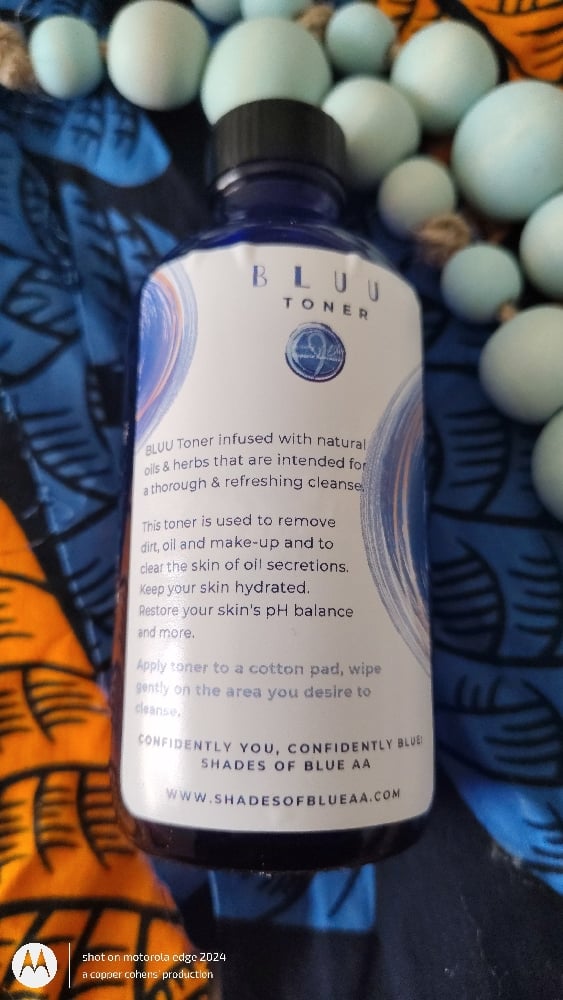 BLUU
TONER
BLUU Toner infused with natural
oils & herbs that are intended for
a thorough & refreshing cleanse.
This toner is used to remove
dirt, oil and make-up and to
clear the skin of oil secretions.
Keep your skin hydrated.
Restore your skin's pH balance
and more.
Apply toner to a cotton pad, wipe
gently on the area you desire to
cleanse.
CONFIDENTLY YOU, CONFIDENTLY BLUE!
SHADES OF BLUE AA
WWW.SHADESOFBLUEAA.COM
shot on motorola edge 2024
a copper cohens' production